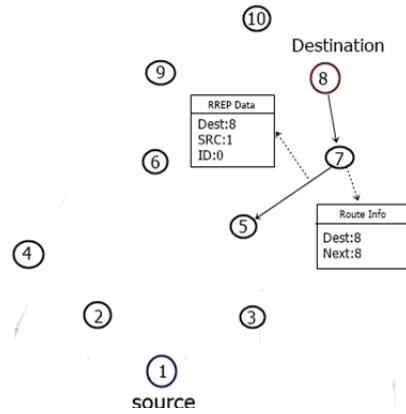 10
Destination
9
8
RREP Data
Dest:8
SRC:1
ID:0
7
6
Route Info
Dest:8
Next:8
5
4
2
3
1
source